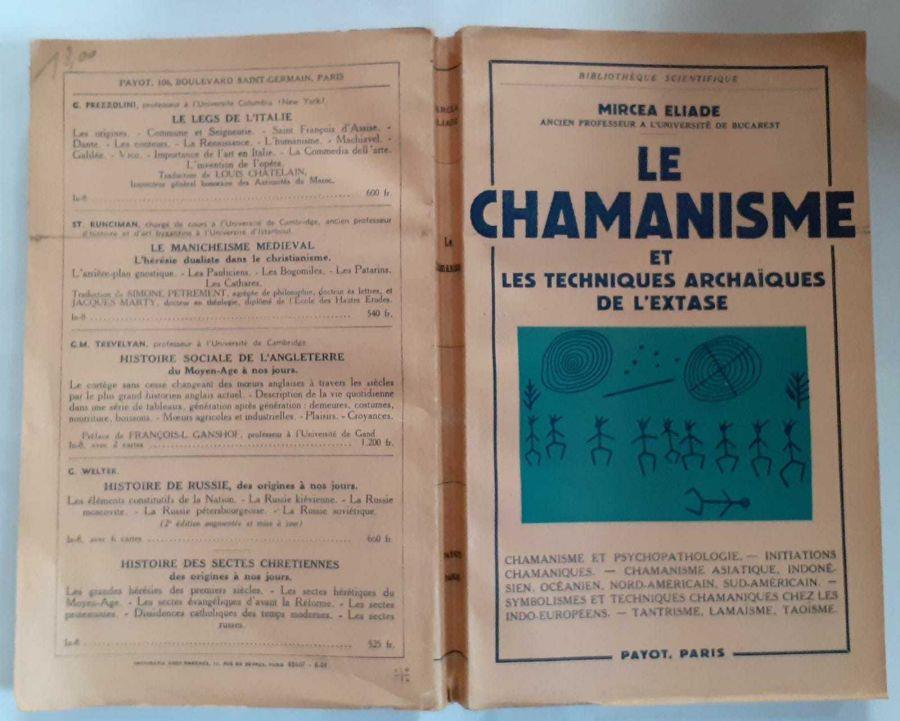 18,00
PAYOT, 106, BOULEVARD SAINT-GERMAIN, PARIS
G. PREZZOLINI, professeur à l'Université Columbia (New York).
LE LEGS DE L'ITALIE
Les origines. - Commune et Seigneurie. - Saint François d'Assise. -
Dante. - Les conteurs. - La Renaissance. - L'humanisme. - Machiavel. -
Galilée. - Vico. - Importance de l'art en Italie. - La Commedia dell'arte.
L'invention de l'opéra.
Traduction de LOUIS CHATELAIN,
Inspecteur général honoraire des Antiquités du Maroc.
In-8 600 fr.
ST. RUNCIMAN, chargé de cours à l'Université de Cambridge, ancien professeur
d'histoire et d'art byzantins à l'Université d'Istanboul.
LE MANICHEISME MEDIEVAL
L'hérésie dualiste dans le christianisme.
L'arrière-plan gnostique. - Les Pauliciens. - Les Bogomiles. - Les Patarins.
Les Cathares.
Traduction de SIMONE PETREMENT, agrégée de philosophie, docteur ès lettres, et
JACQUES MARTY, docteur en théologie, diplômé de l'Ecole des Hautes Etudes.
In-8 540 fr.
G.M. TREVELYAN, professeur à l'Université de Cambridge.
HISTOIRE SOCIALE DE L'ANGLETERRE
du Moyen-Age à nos jours.
Le cortège sans cesse changeant des mœurs anglaises à travers les siècles
par le plus grand historien anglais actuel. - Description de la vie quotidienne
dans une série de tableaux, génération après génération : demeures, costumes,
nourriture, boissons. - Mœurs agricoles et industrielles. - Plaisirs. - Croyances.
Préface de FRANÇOIS-L. GANSHOF, professeur à l'Université de Gand
In-8, avec 2 cartes 1.200 fr.
G. WELTER.
HISTOIRE DE RUSSIE, des origines à nos jours.
Les éléments constitutifs de la Nation. - La Russie kiévienne. - La Russie
moscovite. - La Russie pétersbourgeoise. - La Russie soviétique.
(2e édition augmentée et mise à jour)
In-8, avec 6 cartes 660 fr.
HISTOIRE DES SECTES CHRETIENNES
des origines à nos jours.
Les grandes hérésies des premiers siècles. - Les sectes hérétiques du
Moyen-Age. - Les sectes évangéliques d'avant la Réforme. - Les sectes
protestantes. - Dissidences catholiques des temps modernes. - Les sectes
russes.
In-8 525 fr.
MIRCEA
ELIADE
Le
CHAMANISME
PAYOT
PARIS
BIBLIOTHÈQUE SCIENTIFIQUE
MIRCEA ELIADE
ANCIEN PROFESSEUR A L'UNIVERSITÉ DE BUCAREST
LE
CHAMANISME
ET
LES TECHNIQUES ARCHAÏQUES
DE L'EXTASE
CHAMANISME ET PSYCHOPATHOLOGIE. — INITIATIONS
CHAMANIQUES. — CHAMANISME ASIATIQUE, INDONÉ-
SIEN, OCÉANIEN, NORD-AMÉRICAIN, SUD-AMÉRICAIN. —
SYMBOLISMES ET TECHNIQUES CHAMANIQUES CHEZ LES
INDO-EUROPÉENS. — TANTRISME, LAMAÏSME, TAOÏSME.
PAYOT, PARIS